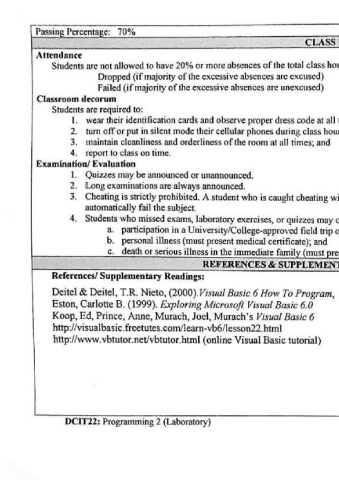 Passing Percentage: 70%
CLASS
Attendance
Students are not allowed to have 20% or more absences of the total class hou
Dropped (if majority of the excessive absences are excused)
Failed (if majority of the excessive absences are unexcused)
Classroom decorum
Students are required to:
1. wear their identification cards and observe proper dress code at all
2. turn off or put in silent mode their cellular phones during class hou
3. maintain cleanliness and orderliness of the room at all times; and
4. report to class on time.
Examination/ Evaluation
1. Quizzes may be announced or unannounced.
2. Long examinations are always announced.
3. Cheating is strictly prohibited. A student who is caught cheating wi
automatically fail the subject.
4. Students who missed exams, laboratory exercises, or quizzes may
a. participation in a University/College-approved field trip o
b. personal illness (must present medical certificate); and
c. death or serious illness in the immediate family (must pre
REFERENCES & SUPPLEMENT
References/ Supplementary Readings:
Deitel & Deitel, T.R. Nieto, (2000).Visual Basic 6 How To Program,
Eston, Carlotte B. (1999). Exploring Microsoft Visual Basic 6.0
Koop, Ed, Prince, Anne, Murach, Joel, Murach's Visual Basic 6
http://visualbasic.freetutes.com/learn-vb6/lesson22.html
http://www.vbtutor.net/vbtutor.html (online Visual Basic tutorial)
DCIT22: Programming 2 (Laboratory)